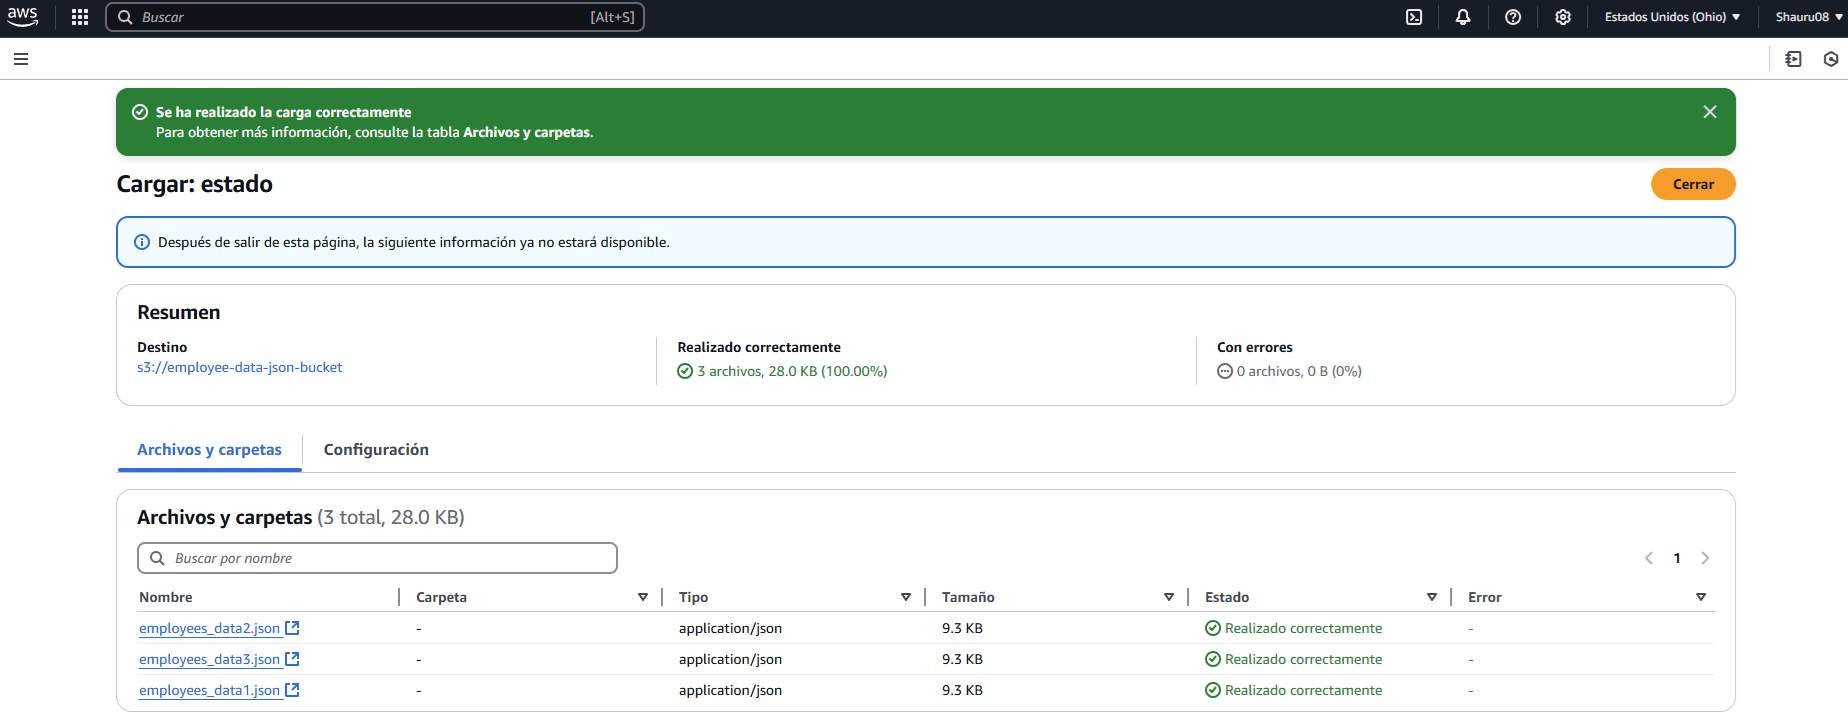 aws Buscar [Alt+S] Estados Unidos (Ohio) Shauru08
Se ha realizado la carga correctamente
Para obtener más información, consulte la tabla Archivos y carpetas.
Cargar: estado Cerrar
Después de salir de esta página, la siguiente información ya no estará disponible.
Resumen
Destino Realizado correctamente Con errores
s3://employee-data-json-bucket 3 archivos, 28.0 KB (100.00%) 0 archivos, 0 B (0%)
Archivos y carpetas Configuración
Archivos y carpetas (3 total, 28.0 KB)
Buscar por nombre 1
Nombre Carpeta Tipo Tamaño Estado Error
employees_data2.json - application/json 9.3 KB Realizado correctamente -
employees_data3.json - application/json 9.3 KB Realizado correctamente -
employees_data1.json - application/json 9.3 KB Realizado correctamente -